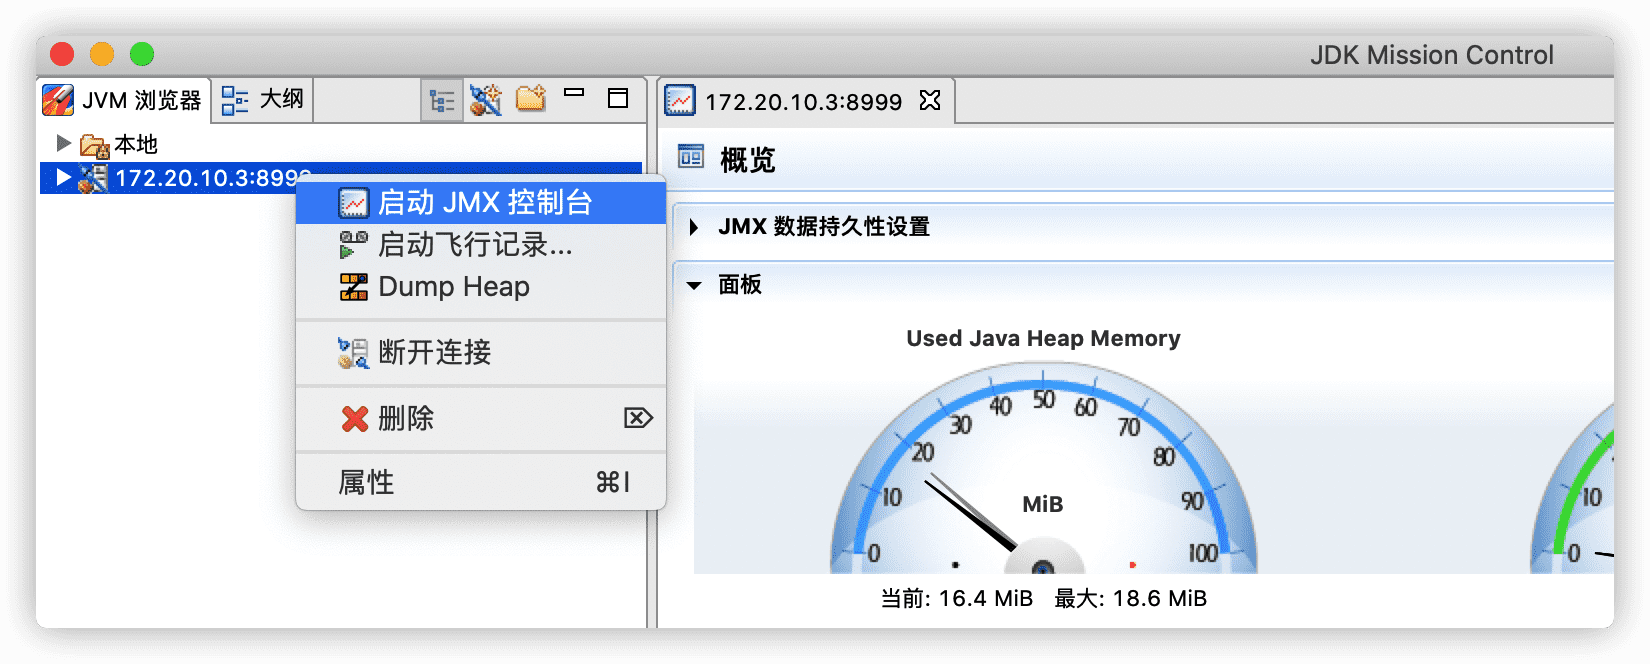 JDK Mission Control
JVM 浏览器
大纲
172.20.10.3:8999
本地
172.20.10.3:899
启动 JMX 控制台
启动飞行记录...
Dump Heap
断开连接
删除
属性 ⌘I
概览
JMX 数据持久性设置
面板
Used Java Heap Memory
0 10 20 30 40 50 60 70 80 90 100
MiB
0 10
当前: 16.4 MiB 最大: 18.6 MiB